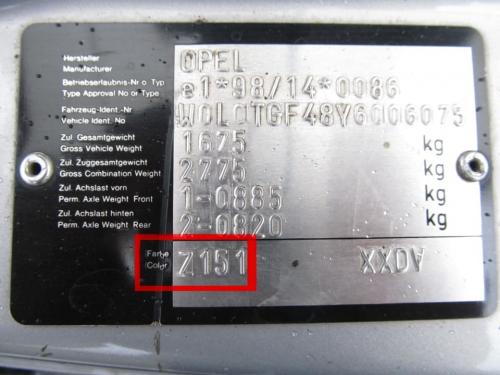 Hersteller
Manufacturer
OPEL
Betriebserlaubnis-Nr o Typ
Type Approval No or Type
e1*98/14*0086
Fahrzeug-Ident.-Nr
Vehicle Ident. No
W0L0TGF48Y6006075
Zul. Gesamtgewicht
Gross Vehicle Weight
1675 kg
Zul. Zuggesamtgewicht
Gross Combination Weight
2775 kg
Zul. Achslast vorn
Perm. Axle Weight Front
1-0885 kg
Zul. Achslast hinten
Perm. Axle Weight Rear
2-0820 kg
Farbe
Color
Z151 XXDV